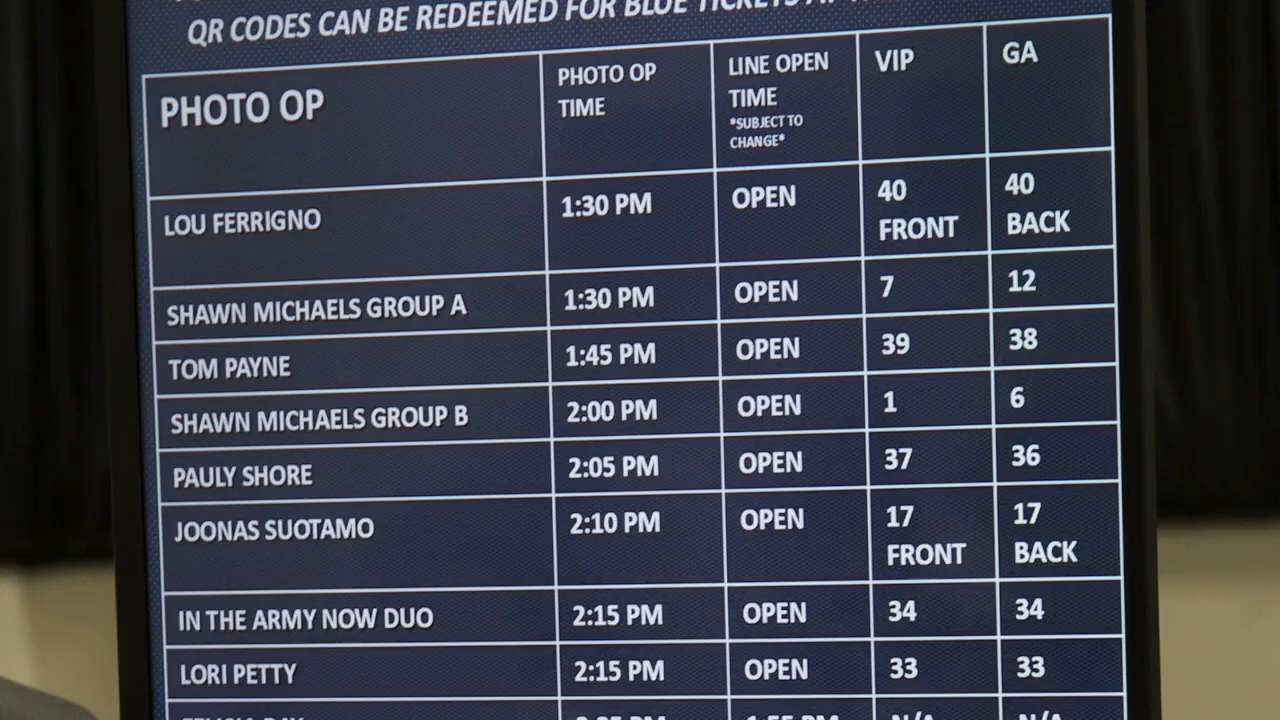 QR CODES CAN BE REDEEMED FOR BLUE TICKETS
PHOTO OP
PHOTO OP TIME
LINE OPEN TIME *SUBJECT TO CHANGE*
VIP
GA
LOU FERRIGNO 1:30 PM OPEN 40 FRONT 40 BACK
SHAWN MICHAELS GROUP A 1:30 PM OPEN 7 12
TOM PAYNE 1:45 PM OPEN 39 38
SHAWN MICHAELS GROUP B 2:00 PM OPEN 1 6
PAULY SHORE 2:05 PM OPEN 37 36
JOONAS SUOTAMO 2:10 PM OPEN 17 FRONT 17 BACK
IN THE ARMY NOW DUO 2:15 PM OPEN 34 34
LORI PETTY 2:15 PM OPEN 33 33